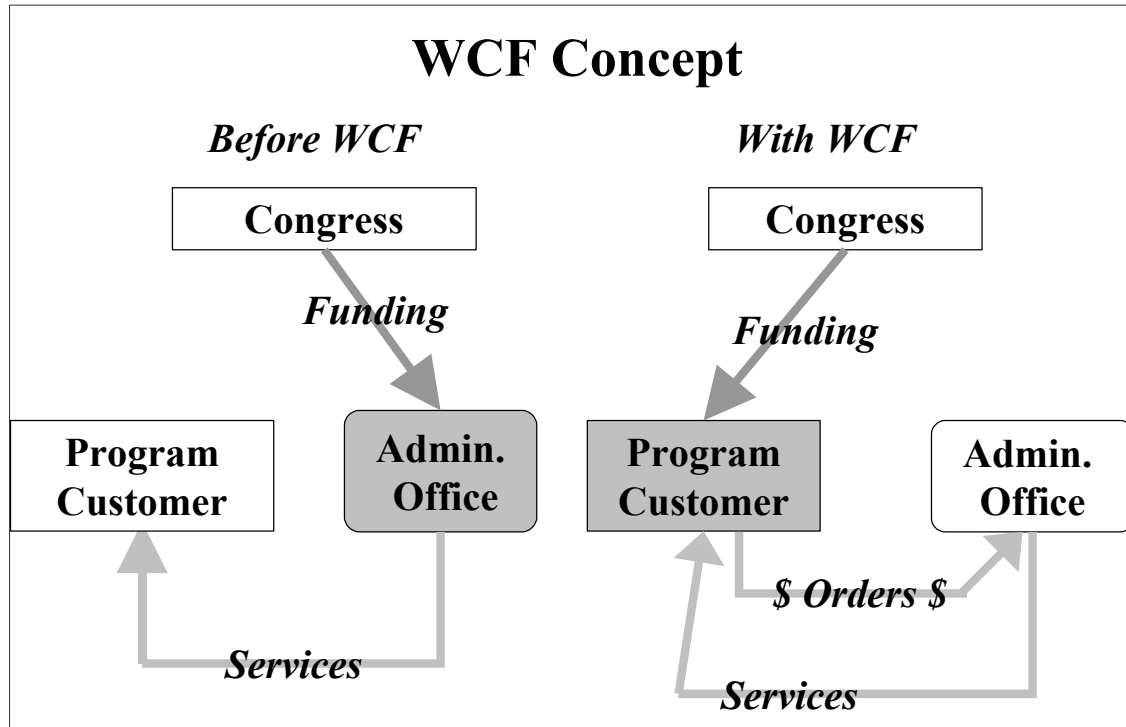 WCF Concept
Before WCF
Congress
Funding
Program
Customer
Admin.
Office
Services
With WCF
Congress
Funding
Program
Customer
Admin.
Office
$ Orders $
Services